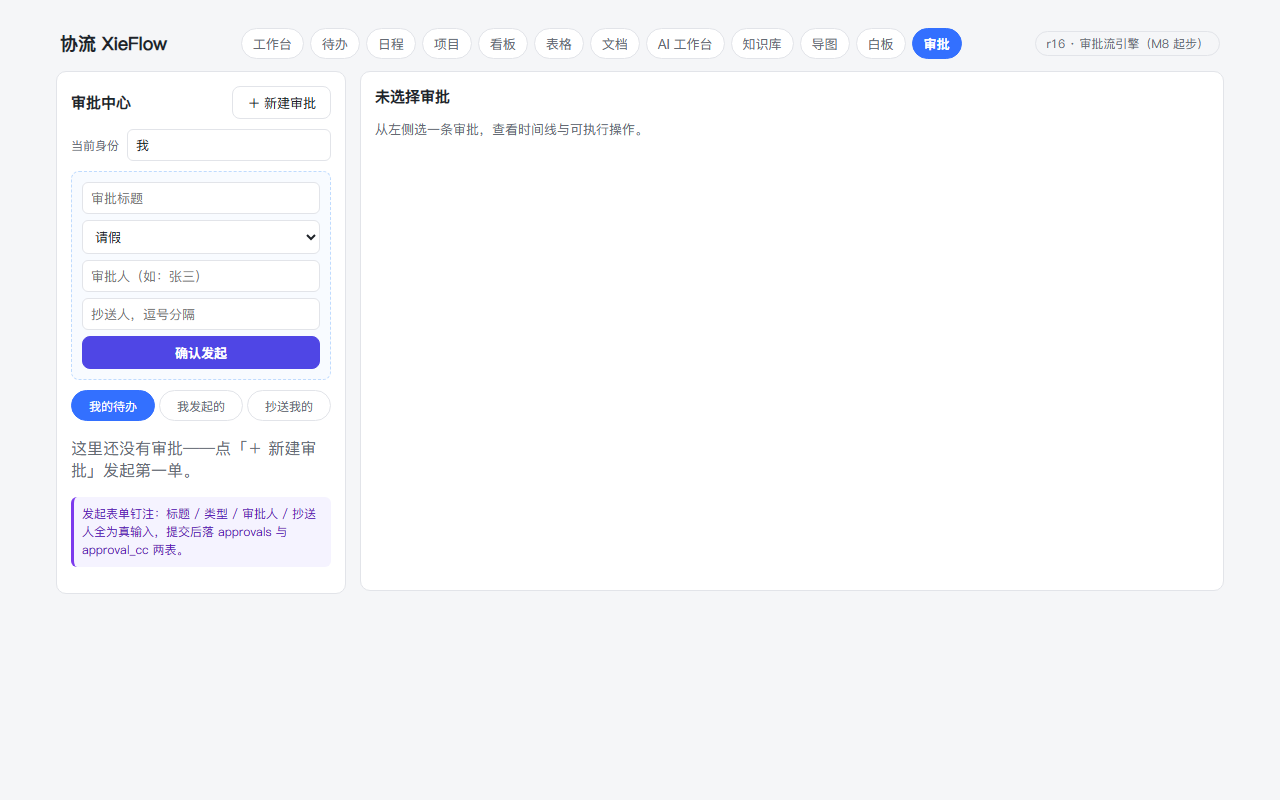 协流 XieFlow
工作台
待办
日程
项目
看板
表格
文档
AI 工作台
知识库
导图
白板
审批
r16 · 审批流引擎（M8 起步）
审批中心
＋ 新建审批
当前身份
我
审批标题
请假
审批人（如：张三）
抄送人，逗号分隔
确认发起
我的待办
我发起的
抄送我的
这里还没有审批——点「＋ 新建审
批」发起第一单。
发起表单钉注：标题 / 类型 / 审批人 / 抄送
人全为真输入，提交后落 approvals 与
approval_cc 两表。
未选择审批
从左侧选一条审批，查看时间线与可执行操作。